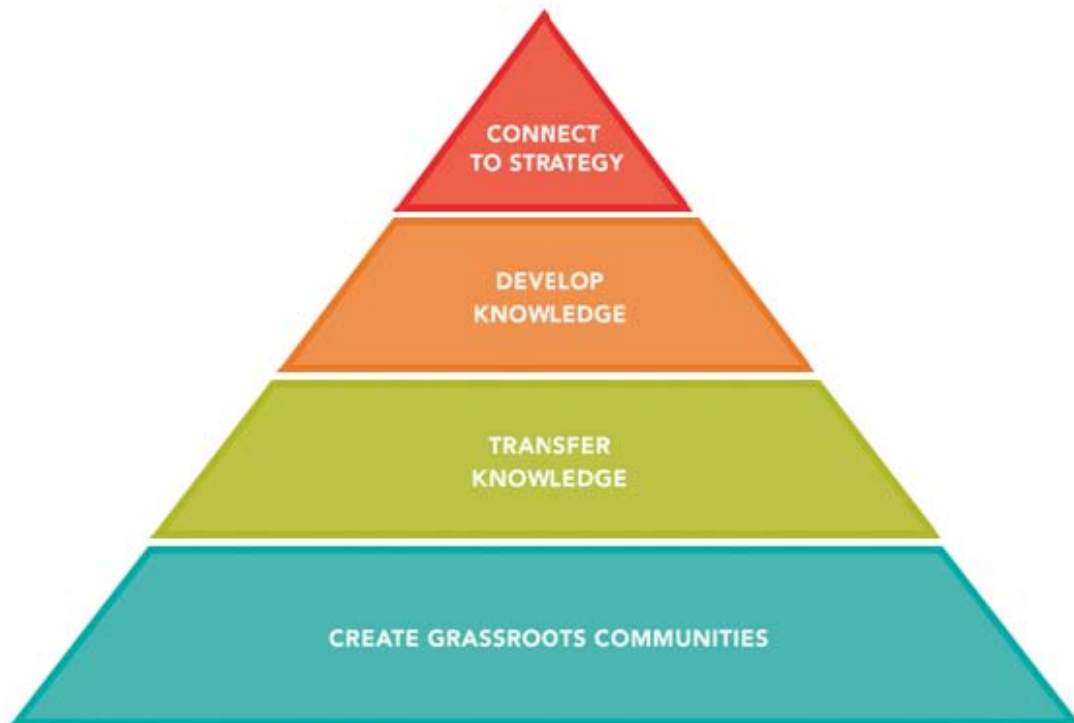 CONNECT
TO STRATEGY
DEVELOP
KNOWLEDGE
TRANSFER
KNOWLEDGE
CREATE GRASSROOTS COMMUNITIES